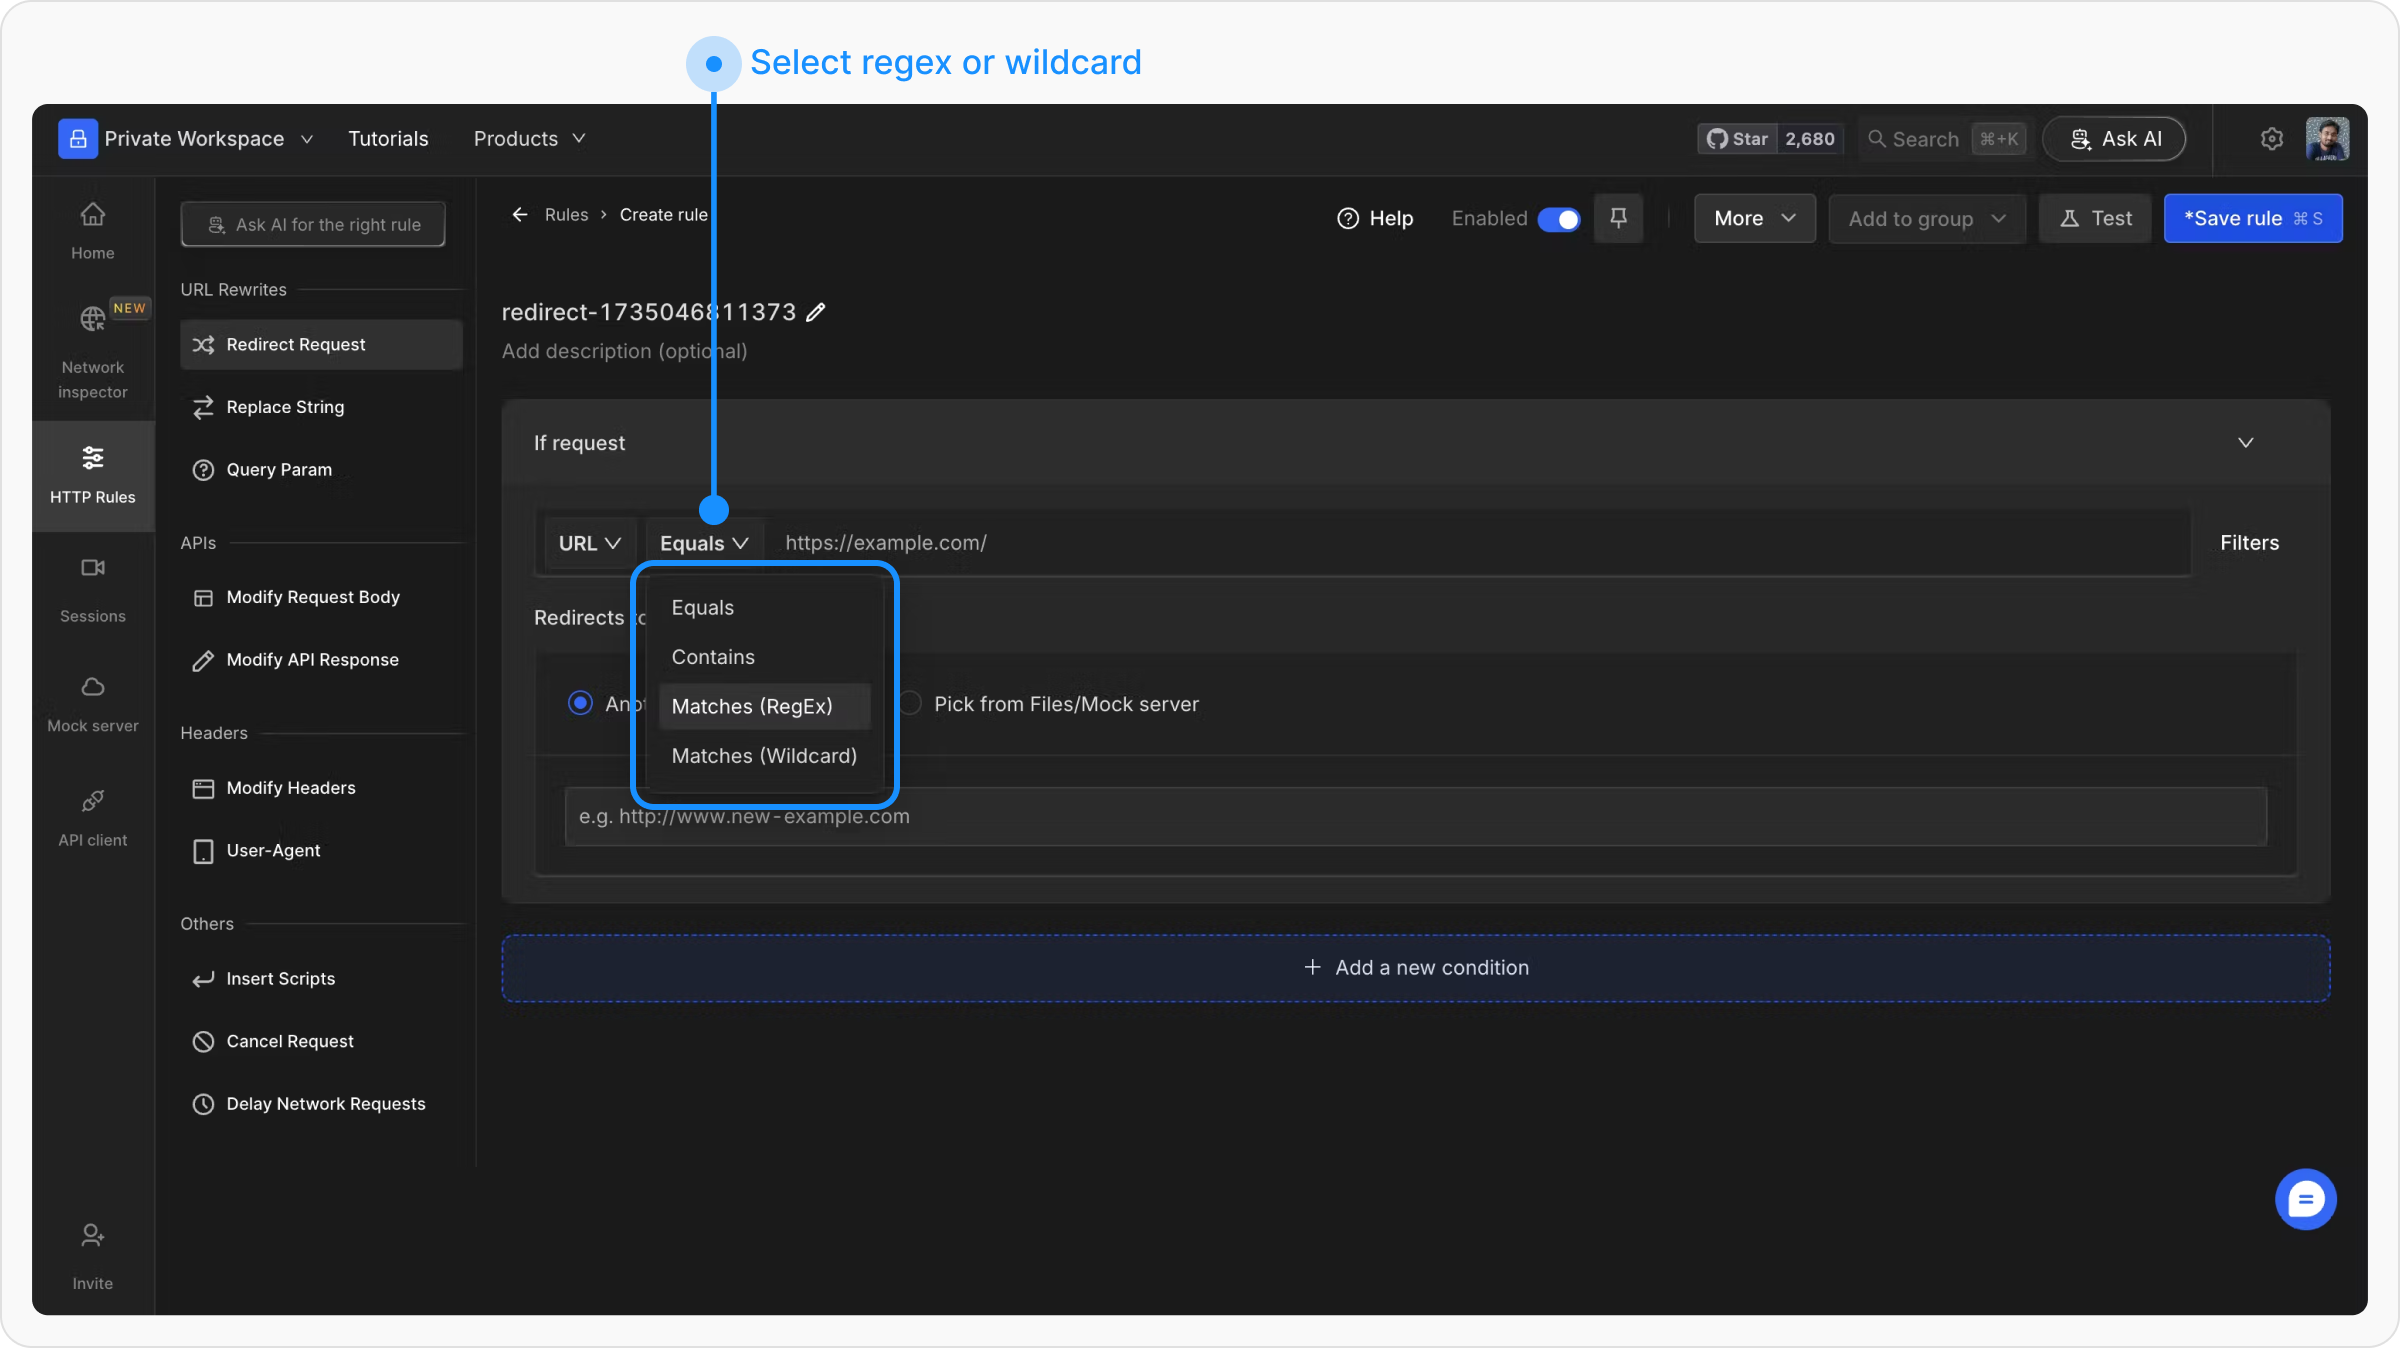 Select regex or wildcard
Private Workspace
Tutorials
Products
Star 2,680
Search ⌘+K
Ask AI
Home
NEW
Network
inspector
HTTP Rules
Sessions
Mock server
API client
Invite
Ask AI for the right rule
URL Rewrites
Redirect Request
Replace String
Query Param
APIs
Modify Request Body
Modify API Response
Headers
Modify Headers
User-Agent
Others
Insert Scripts
Cancel Request
Delay Network Requests
Rules > Create rule
Help
Enabled
More
Add to group
Test
*Save rule ⌘ S
redirect-1735046811373
Add description (optional)
If request
URL
Equals
https://example.com/
Filters
Equals
Contains
Matches (RegEx)
Matches (Wildcard)
Redirects
Pick from Files/Mock server
e.g. http://www.new-example.com
+ Add a new condition